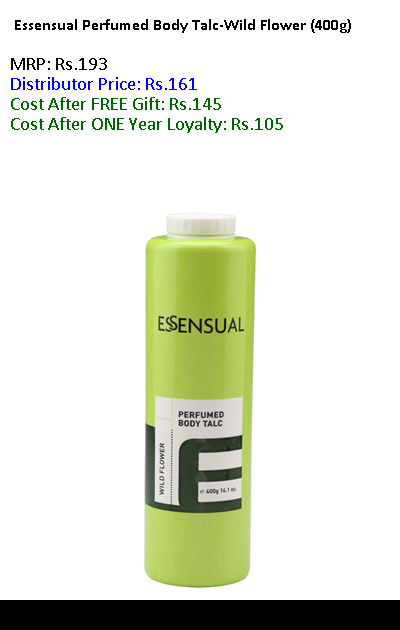 Essensual Perfumed Body Talc-Wild Flower (400g)
MRP: Rs.193
Distributor Price: Rs.161
Cost After FREE Gift: Rs.145
Cost After ONE Year Loyalty: Rs.105
ESSENSUAL
PERFUMED
BODY TALC
WILD FLOWER
℮ 400g 14.1 oz.